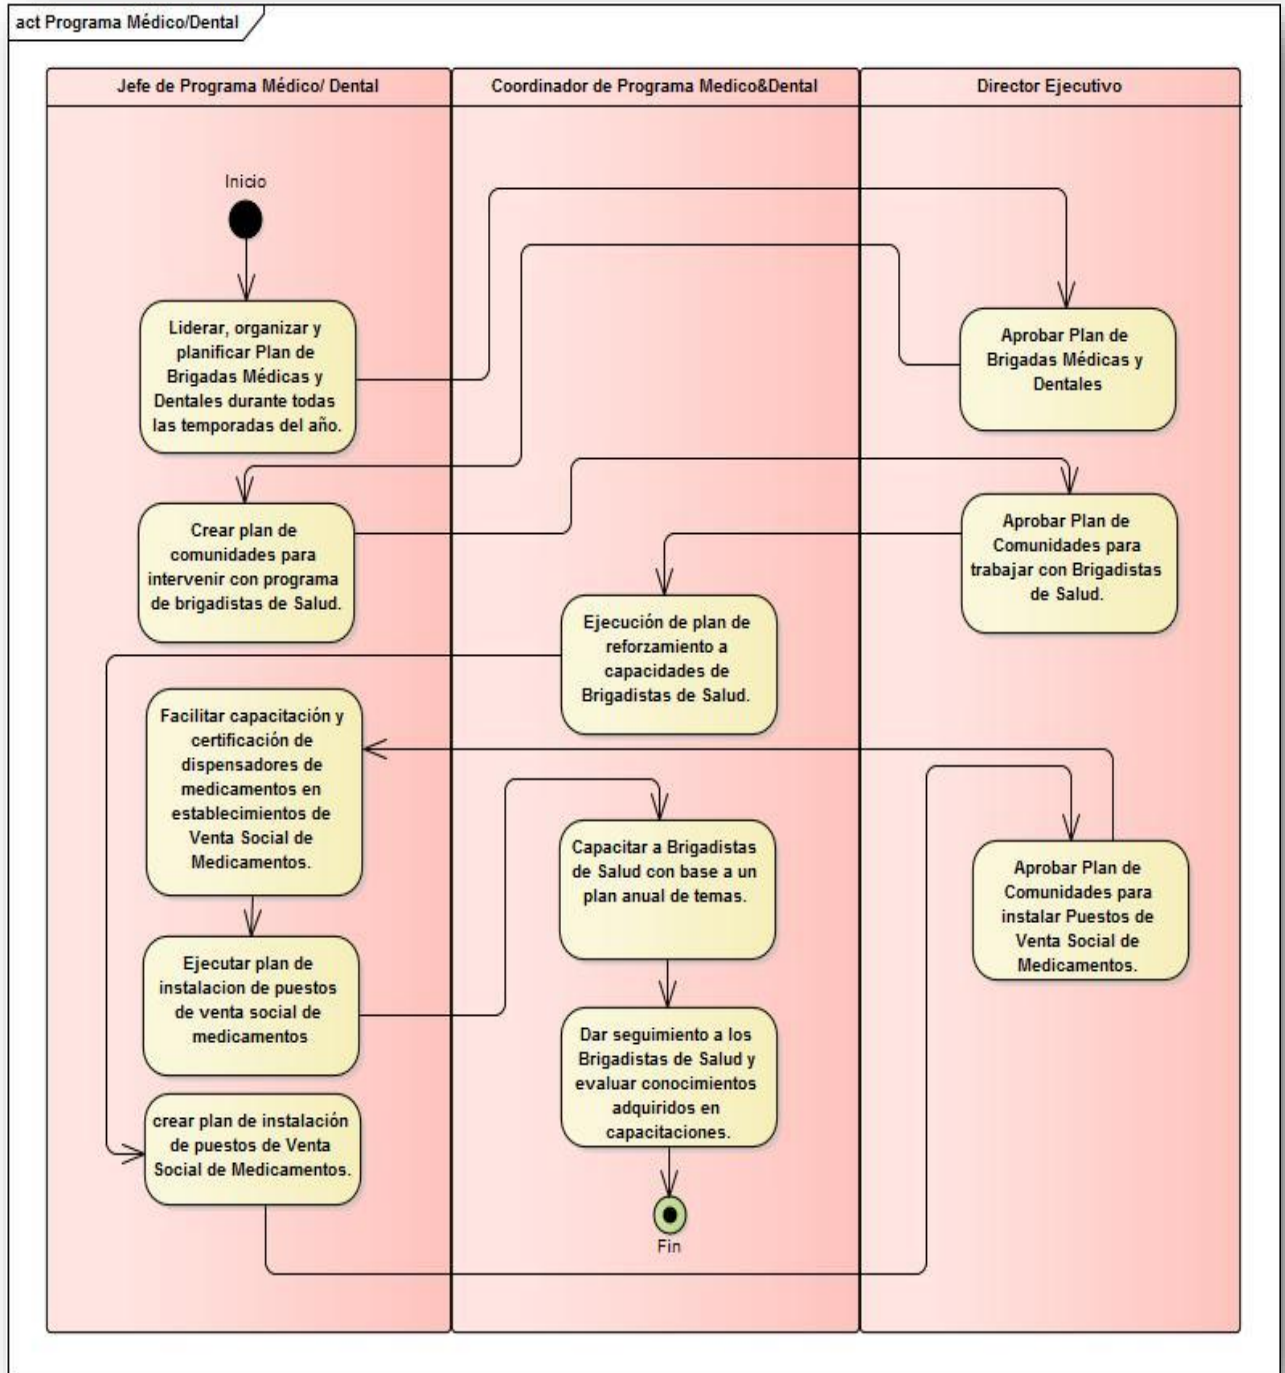 act Programa Médico/Dental
Jefe de Programa Médico/ Dental
Coordinador de Programa Medico&Dental
Director Ejecutivo
Inicio
Liderar, organizar y
planificar Plan de
Brigadas Médicas y
Dentales durante todas
las temporadas del año.
Aprobar Plan de
Brigadas Médicas y
Dentales
Crear plan de
comunidades para
intervenir con programa
de brigadistas de Salud.
Aprobar Plan de
Comunidades para
trabajar con Brigadistas
de Salud.
Ejecución de plan de
reforzamiento a
capacidades de
Brigadistas de Salud.
Facilitar capacitación y
certificación de
dispensadores de
medicamentos en
establecimientos de
Venta Social de
Medicamentos.
Capacitar a Brigadistas
de Salud con base a un
plan anual de temas.
Aprobar Plan de
Comunidades para
instalar Puestos de
Venta Social de
Medicamentos.
Ejecutar plan de
instalacion de puestos
de venta social de
medicamentos
Dar seguimiento a los
Brigadistas de Salud y
evaluar conocimientos
adquiridos en
capacitaciones.
crear plan de instalación
de puestos de Venta
Social de Medicamentos.
Fin